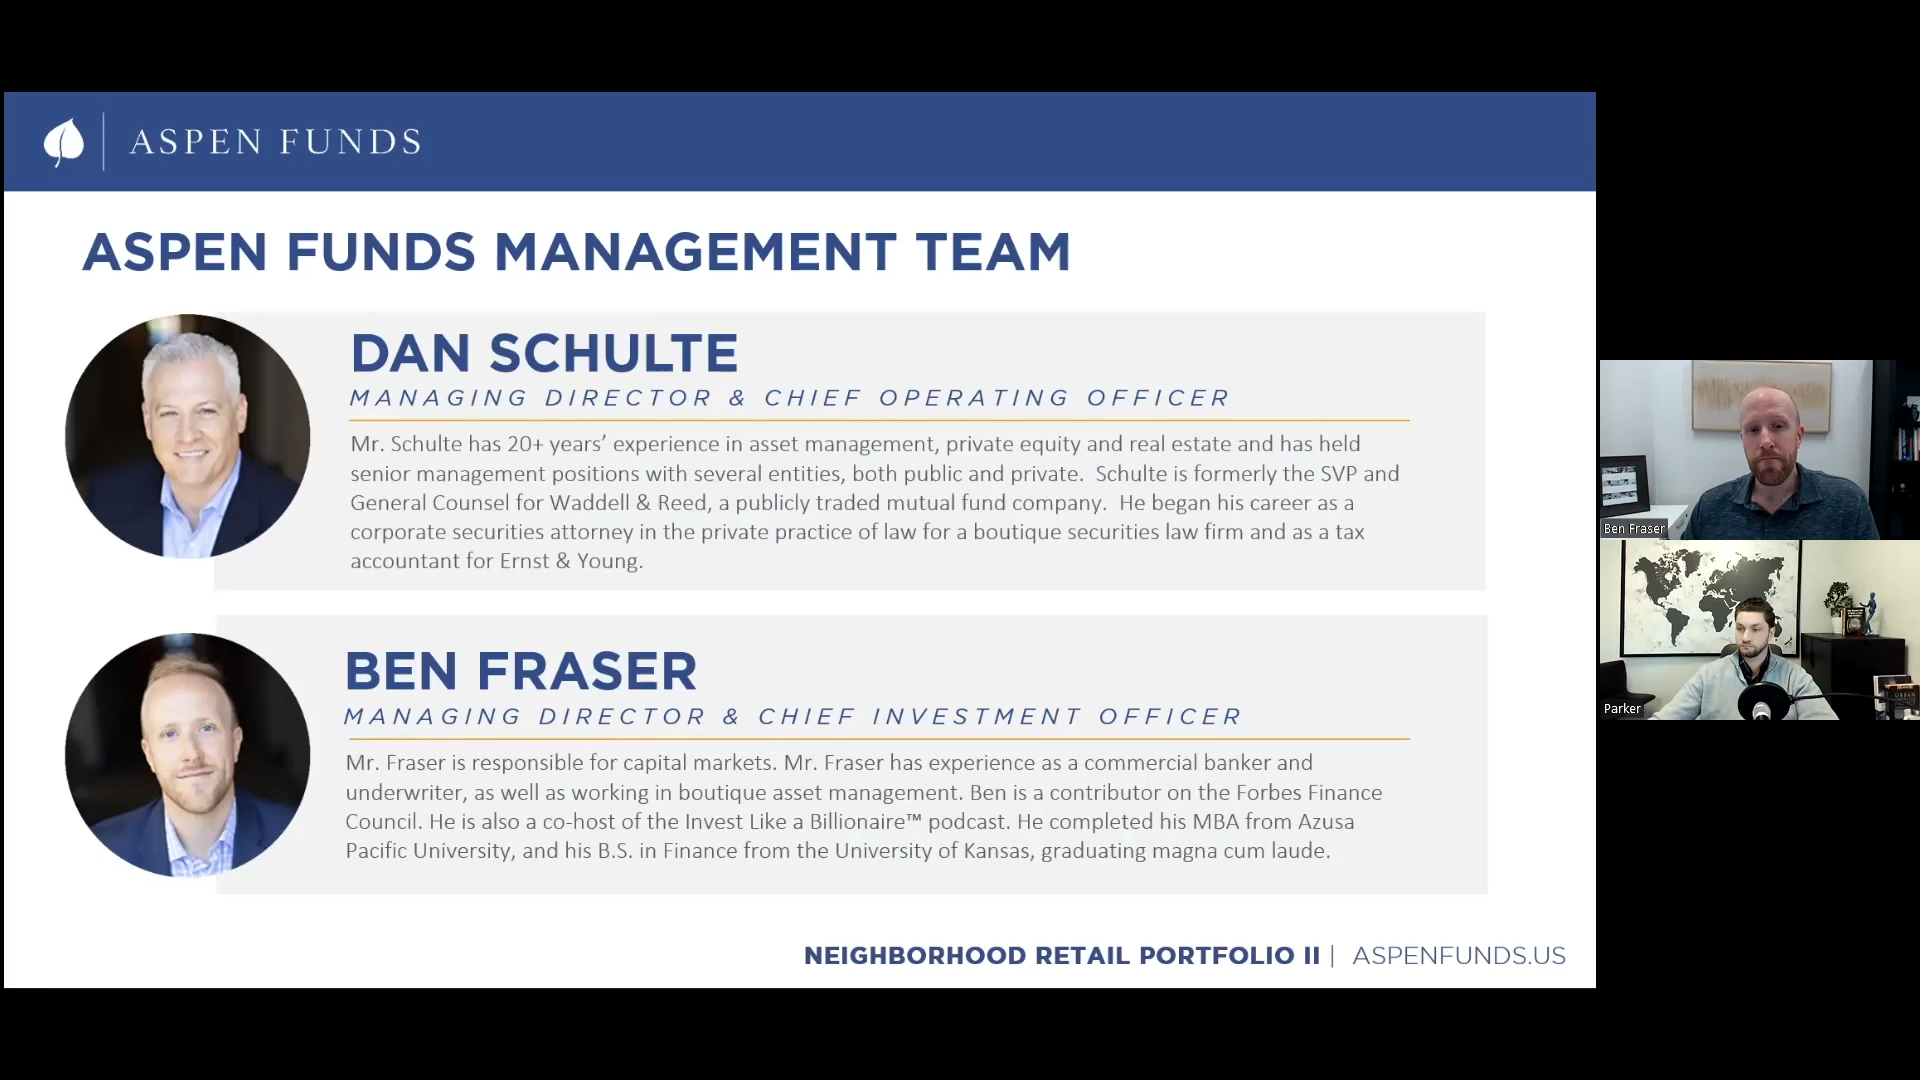 ASPEN FUNDS
ASPEN FUNDS MANAGEMENT TEAM
DAN SCHULTE
MANAGING DIRECTOR & CHIEF OPERATING OFFICER
Mr. Schulte has 20+ years’ experience in asset management, private equity and real estate and has held
senior management positions with several entities, both public and private.  Schulte is formerly the SVP and
General Counsel for Waddell & Reed, a publicly traded mutual fund company.  He began his career as a
corporate securities attorney in the private practice of law for a boutique securities law firm and as a tax
accountant for Ernst & Young.
BEN FRASER
MANAGING DIRECTOR & CHIEF INVESTMENT OFFICER
Mr. Fraser is responsible for capital markets. Mr. Fraser has experience as a commercial banker and
underwriter, as well as working in boutique asset management. Ben is a contributor on the Forbes Finance
Council. He is also a co-host of the Invest Like a Billionaire™ podcast. He completed his MBA from Azusa
Pacific University, and his B.S. in Finance from the University of Kansas, graduating magna cum laude.
NEIGHBORHOOD RETAIL PORTFOLIO II | ASPENFUNDS.US
Ben Fraser
Parker
URBAN